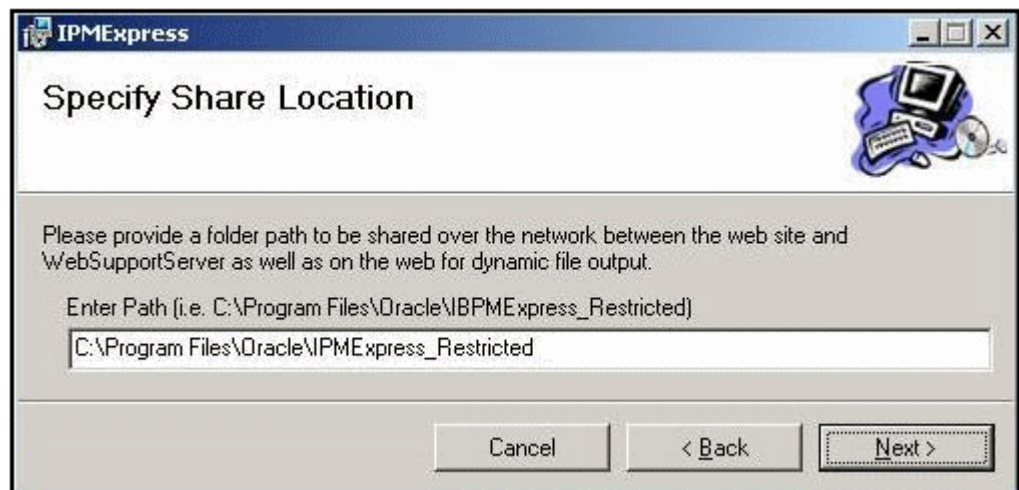 IPMExpress
Specify Share Location
Please provide a folder path to be shared over the network between the web site and
WebSupportServer as well as on the web for dynamic file output.
Enter Path (i.e. C:\Program Files\Oracle\IBPMExpress_Restricted)
C:\Program Files\Oracle\IPMExpress_Restricted
Cancel
< Back
Next >